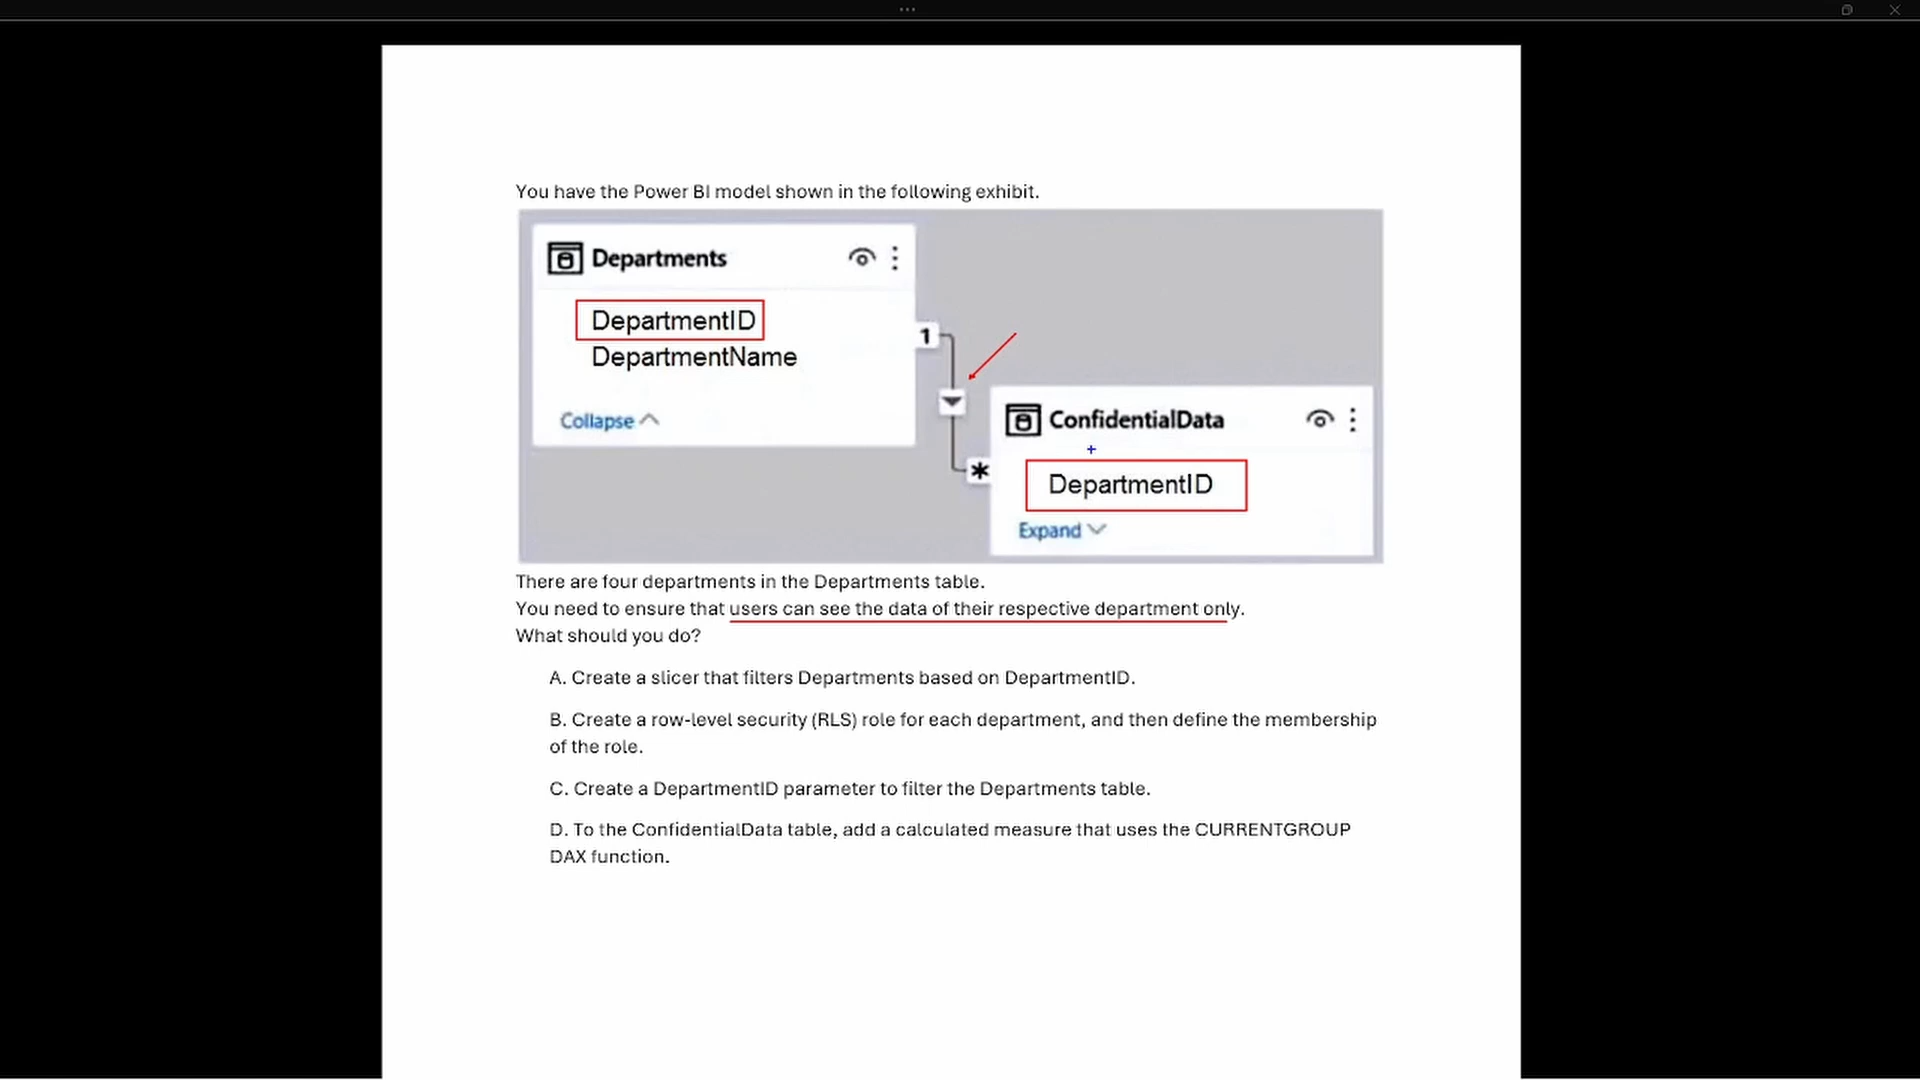 You have the Power BI model shown in the following exhibit.
Departments
DepartmentID
DepartmentName
Collapse
1
ConfidentialData
*
DepartmentID
Expand
There are four departments in the Departments table.
You need to ensure that users can see the data of their respective department only.
What should you do?
A. Create a slicer that filters Departments based on DepartmentID.
B. Create a row-level security (RLS) role for each department, and then define the membership
of the role.
C. Create a DepartmentID parameter to filter the Departments table.
D. To the ConfidentialData table, add a calculated measure that uses the CURRENTGROUP
DAX function.